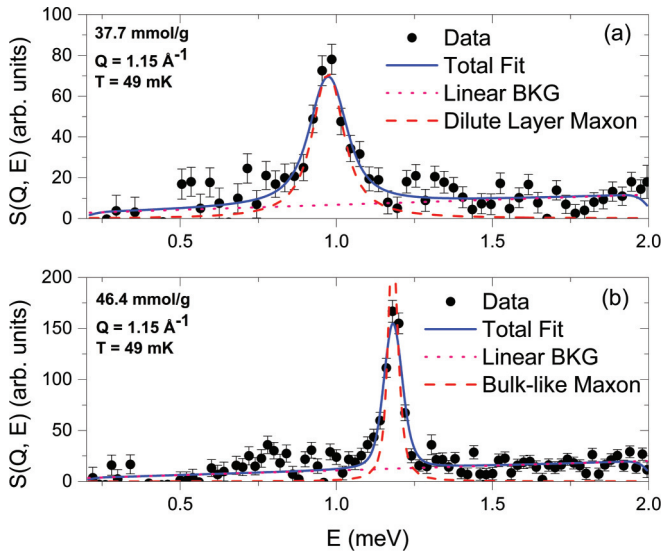 100
80
60
40
20
0
S(Q, E) (arb. units)
37.7 mmol/g
Q = 1.15 Å⁻¹
T = 49 mK
(a)
Data
Total Fit
Linear BKG
Dilute Layer Maxon
0.5
1.0
1.5
2.0
200
150
100
50
0
S(Q, E) (arb. units)
46.4 mmol/g
Q = 1.15 Å⁻¹
T = 49 mK
(b)
Data
Total Fit
Linear BKG
Bulk-like Maxon
0.5
1.0
1.5
2.0
E (meV)